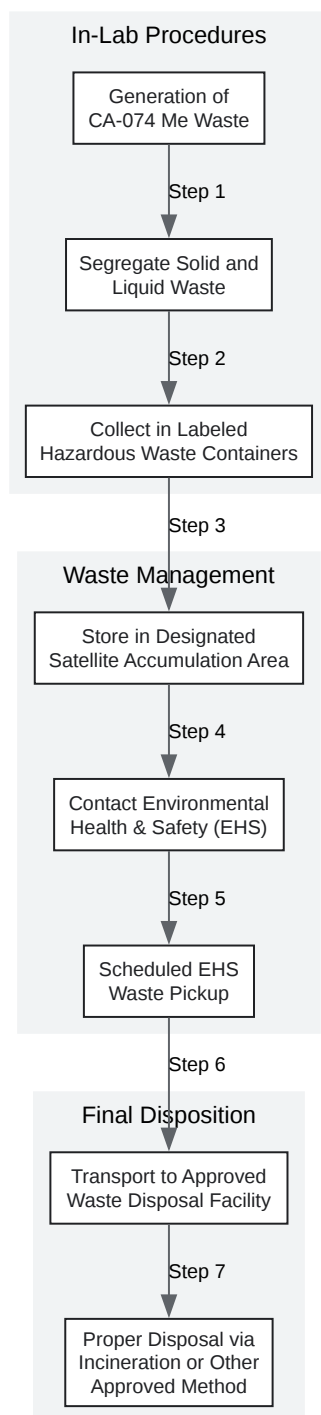 In-Lab Procedures
Generation of
CA-074 Me Waste
Step 1
Segregate Solid and
Liquid Waste
Step 2
Collect in Labeled
Hazardous Waste Containers
Step 3
Waste Management
Store in Designated
Satellite Accumulation Area
Step 4
Contact Environmental
Health & Safety (EHS)
Step 5
Scheduled EHS
Waste Pickup
Step 6
Final Disposition
Transport to Approved
Waste Disposal Facility
Step 7
Proper Disposal via
Incineration or Other
Approved Method